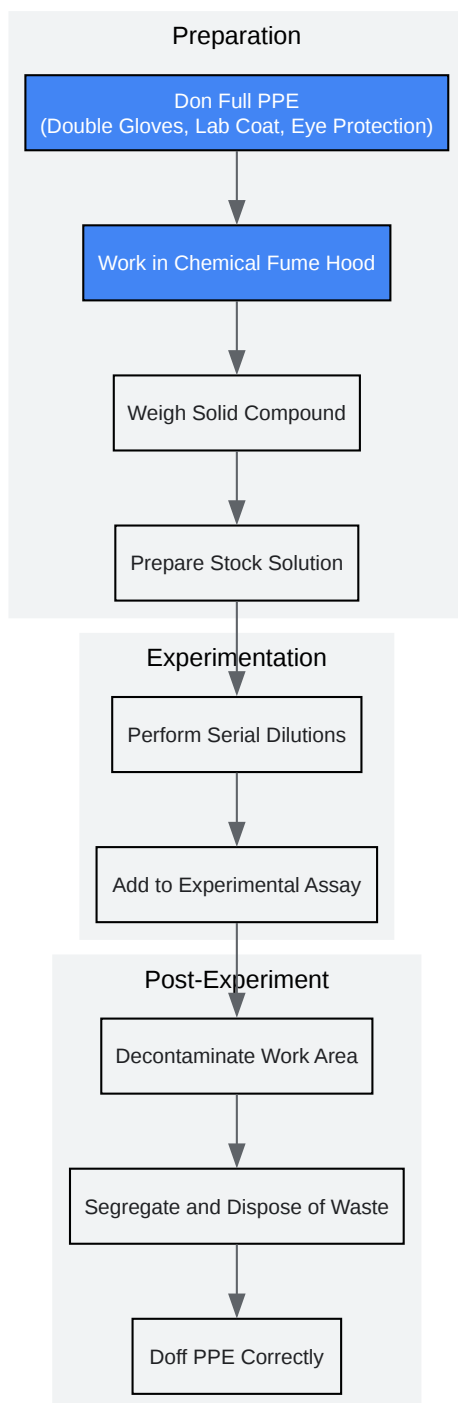 Preparation
Don Full PPE
(Double Gloves, Lab Coat, Eye Protection)
Work in Chemical Fume Hood
Weigh Solid Compound
Prepare Stock Solution
Experimentation
Perform Serial Dilutions
Add to Experimental Assay
Post-Experiment
Decontaminate Work Area
Segregate and Dispose of Waste
Doff PPE Correctly